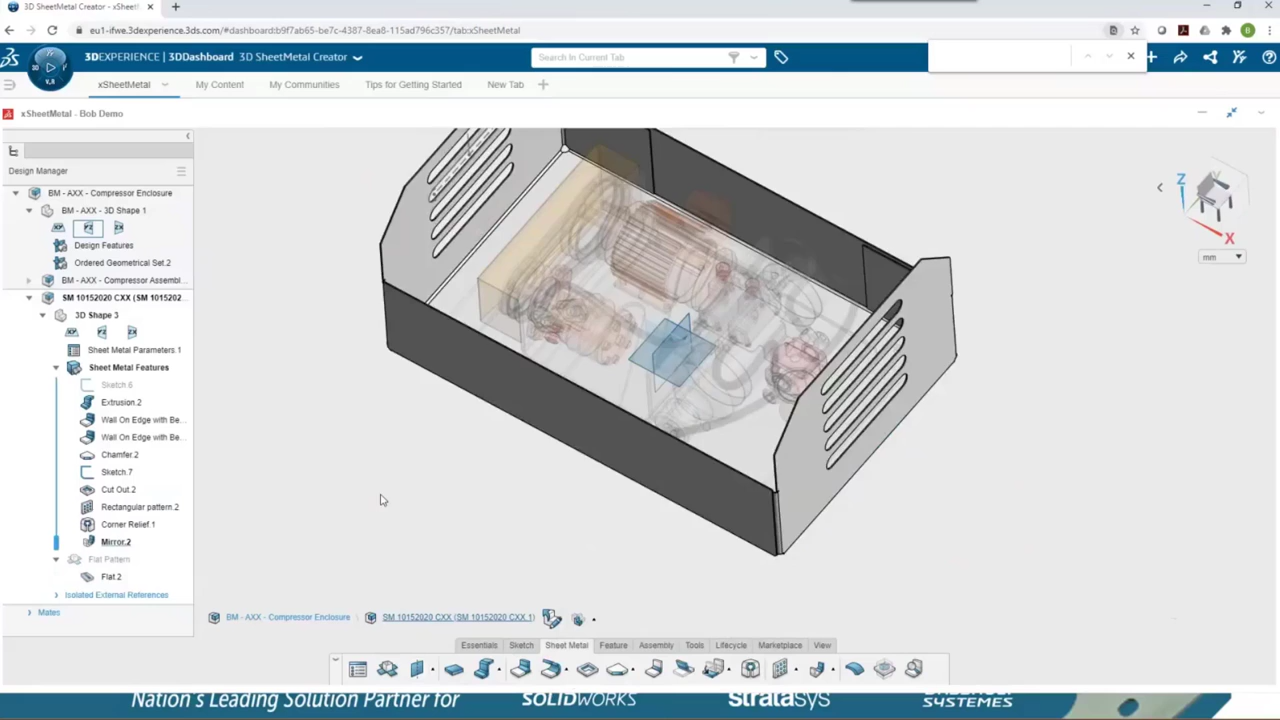 3D SheetMetal Creator - xSheetM
eu1-ifwe.3dexperience.3ds.com/#dashboard:b9f7ab65-be7c-4387-8ea8-115ad796c357/tab:xSheetMetal
3DEXPERIENCE | 3DDashboard 3D SheetMetal Creator
Search In Current Tab
xSheetMetal
My Content
My Communities
Tips for Getting Started
New Tab
xSheetMetal - Bob Demo
Design Manager
BM - AXX - Compressor Enclosure
BM - AXX - 3D Shape 1
Design Features
Ordered Geometrical Set.2
BM - AXX - Compressor Assembl...
SM 10152020 CXX (SM 1015202...
3D Shape 3
Sheet Metal Parameters.1
Sheet Metal Features
Sketch.6
Extrusion.2
Wall On Edge with Be...
Wall On Edge with Be...
Chamfer.2
Sketch.7
Cut Out.2
Rectangular pattern.2
Corner Relief.1
Mirror.2
Flat Pattern
Flat.2
Isolated External References
Mates
Z
X
mm
BM - AXX - Compressor Enclosure
SM 10152020 CXX (SM 10152020 CXX 1)
Essentials Sketch Sheet Metal Feature Assembly Tools Lifecycle Marketplace View
Nation's Leading Solution Partner for
SOLIDWORKS
strataSYS
SYSTEMES